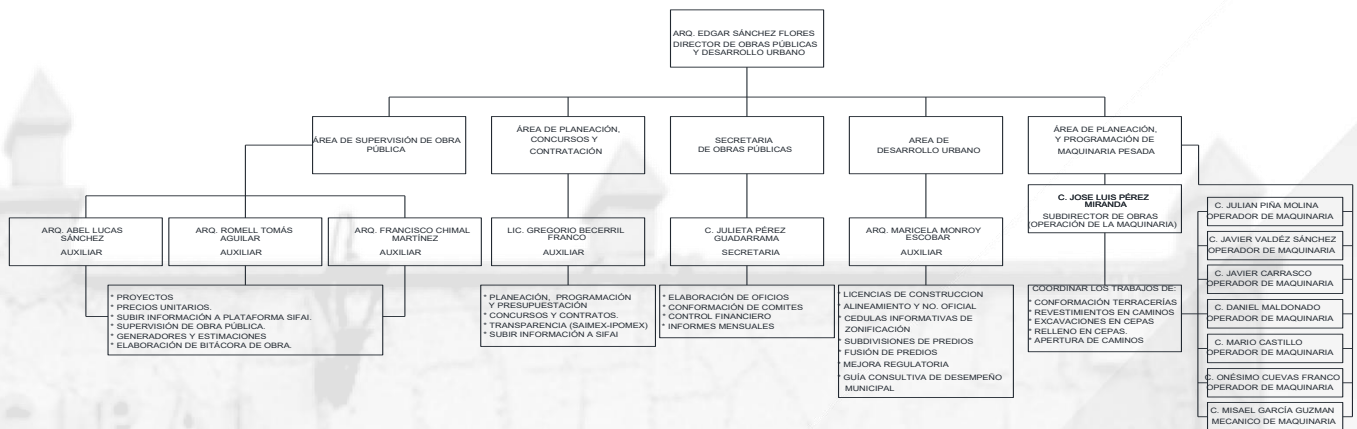 ARQ. EDGAR SÁNCHEZ FLORES
DIRECTOR DE OBRAS PÚBLICAS
Y DESARROLLO URBANO
ÁREA DE SUPERVISIÓN DE OBRA
PÚBLICA
ÁREA DE PLANEACIÓN,
CONCURSOS Y
CONTRATACIÓN
SECRETARIA
DE OBRAS PÚBLICAS
AREA DE
DESARROLLO URBANO
ÁREA DE PLANEACIÓN,
Y PROGRAMACIÓN DE
MAQUINARIA PESADA
ARQ. ABEL LUCAS
SÁNCHEZ
AUXILIAR
ARQ. ROMELL TOMÁS
AGUILAR
AUXILIAR
ARQ. FRANCISCO CHIMAL
MARTÍNEZ
AUXILIAR
LIC. GREGORIO BECERRIL
FRANCO
AUXILIAR
C. JULIETA PÉREZ
GUADARRAMA
SECRETARIA
ARQ. MARICELA MONROY
ESCOBAR
AUXILIAR
C. JOSE LUIS PÉREZ
MIRANDA
SUBDIRECTOR DE OBRAS
(OPERACIÓN DE LA MAQUINARIA)
* PROYECTOS
* PRECIOS UNITARIOS.
* SUBIR INFORMACIÓN A PLATAFORMA SIFAI.
* SUPERVISIÓN DE OBRA PÚBLICA.
* GENERADORES Y ESTIMACIONES
* ELABORACIÓN DE BITÁCORA DE OBRA.
* PLANEACIÓN, PROGRAMACIÓN
Y PRESUPESTACIÓN
* CONCURSOS Y CONTRATOS.
* TRANSPARENCIA (SAIMEX-IPOMEX)
* SUBIR INFORMACIÓN A SIFAI
* ELABORACIÓN DE OFICIOS
* CONFORMACIÓN DE COMITES
* CONTROL FINANCIERO
* INFORMES MENSUALES
* LICENCIAS DE CONSTRUCCION
* ALINEAMIENTO Y NO. OFICIAL
* CEDULAS INFORMATIVAS DE
ZONIFICACIÓN
* SUBDIVISIONES DE PREDIOS
* FUSIÓN DE PREDIOS
* MEJORA REGULATORIA
* GUÍA CONSULTIVA DE DESEMPEÑO
MUNICIPAL
COORDINAR LOS TRABAJOS DE:
* CONFORMACIÓN TERRACERÍAS
* REVESTIMIENTOS EN CAMINOS
* EXCAVACIONES EN CEPAS
* RELLENO EN CEPAS.
* APERTURA DE CAMINOS
C. JULIAN PIÑA MOLINA
OPERADOR DE MAQUINARIA
C. JAVIER VALDÉZ SÁNCHEZ
OPERADOR DE MAQUINARIA
C. JAVIER CARRASCO
OPERADOR DE MAQUINARIA
C. DANIEL MALDONADO
OPERADOR DE MAQUINARIA
C. MARIO CASTILLO
OPERADOR DE MAQUINARIA
C. ONÉSIMO CUEVAS FRANCO
OPERADOR DE MAQUINARIA
C. MISAEL GARCÍA GUZMAN
MECANICO DE MAQUINARIA